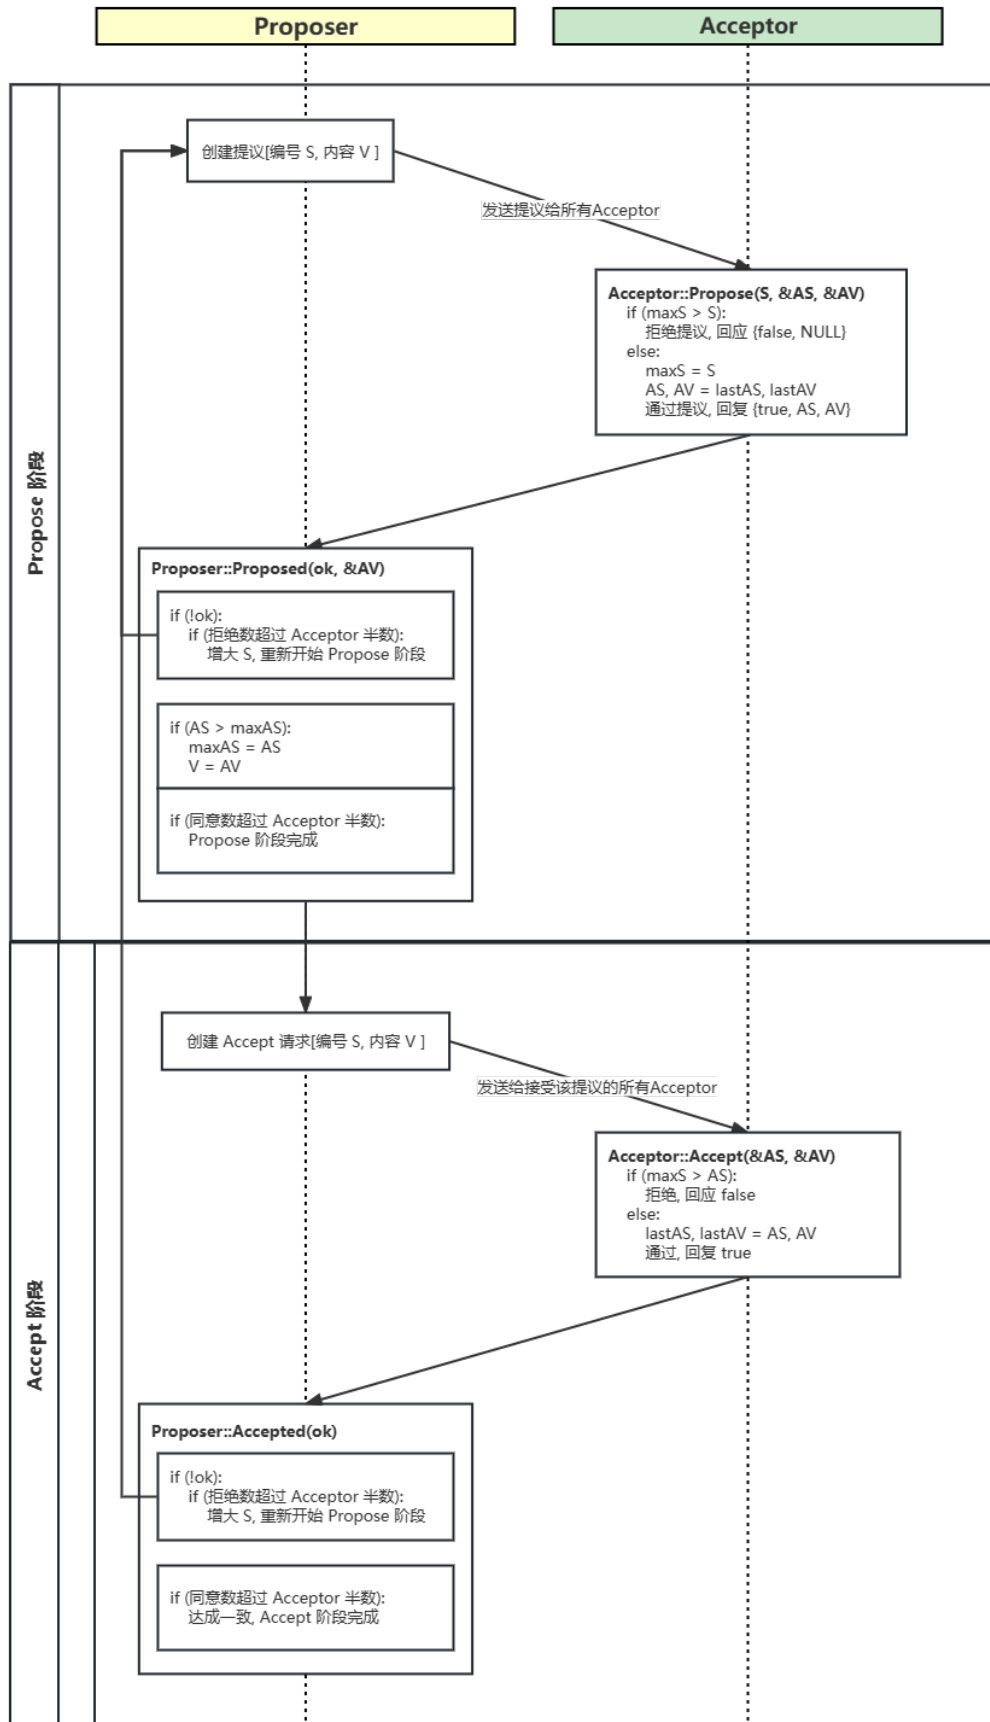 Proposer
Acceptor
Propose 阶段
创建提议[编号 S, 内容 V ]
发送提议给所有Acceptor
Acceptor::Propose(S, &AS, &AV)
if (maxS > S):
拒绝提议, 回应 {false, NULL}
else:
maxS = S
AS, AV = lastAS, lastAV
通过提议, 回复 {true, AS, AV}
Proposer::Proposed(ok, &AV)
if (!ok):
if (拒绝数超过 Acceptor 半数):
增大 S, 重新开始 Propose 阶段
if (AS > maxAS):
maxAS = AS
V = AV
if (同意数超过 Acceptor 半数):
Propose 阶段完成
Accept 阶段
创建 Accept 请求[编号 S, 内容 V ]
发送给接受该提议的所有Acceptor
Acceptor::Accept(&AS, &AV)
if (maxS > AS):
拒绝, 回应 false
else:
lastAS, lastAV = AS, AV
通过, 回复 true
Proposer::Accepted(ok)
if (!ok):
if (拒绝数超过 Acceptor 半数):
增大 S, 重新开始 Propose 阶段
if (同意数超过 Acceptor 半数):
达成一致, Accept 阶段完成